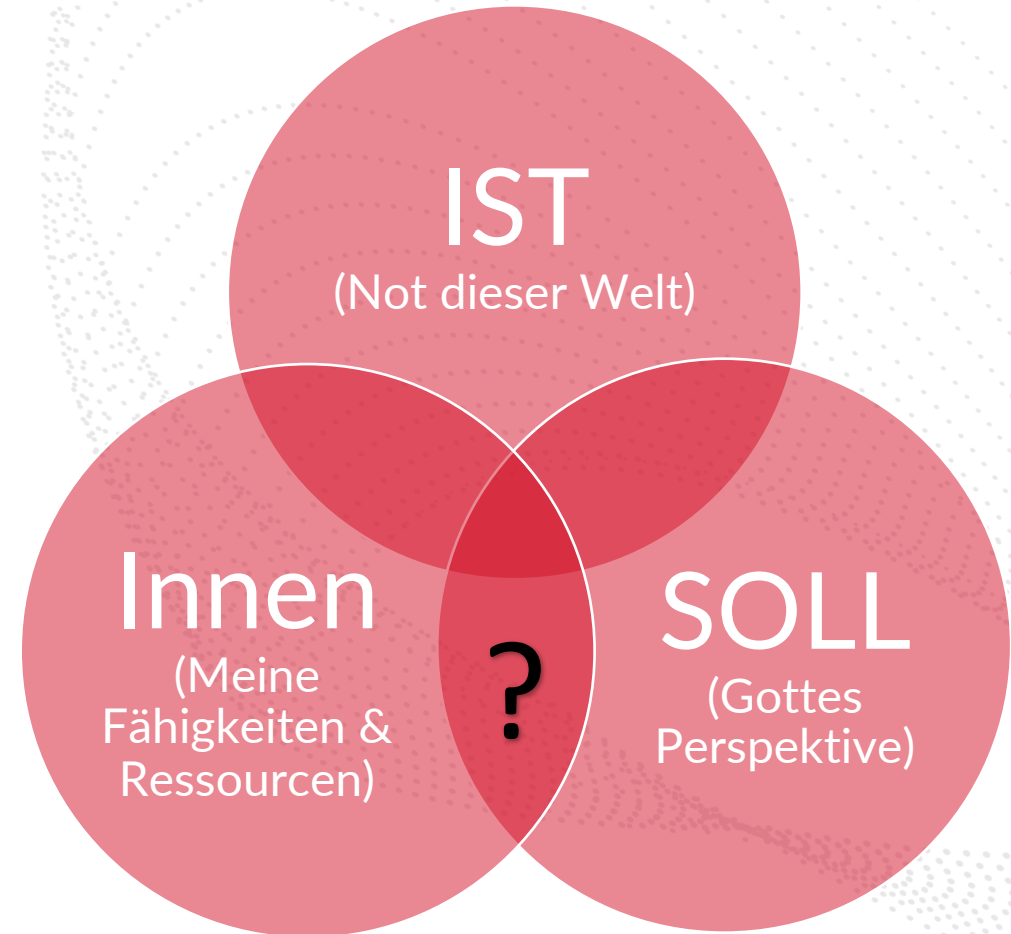 IST
(Not dieser Welt)
Innen
(Meine
Fähigkeiten &
Ressourcen)
?
SOLL
(Gottes
Perspektive)